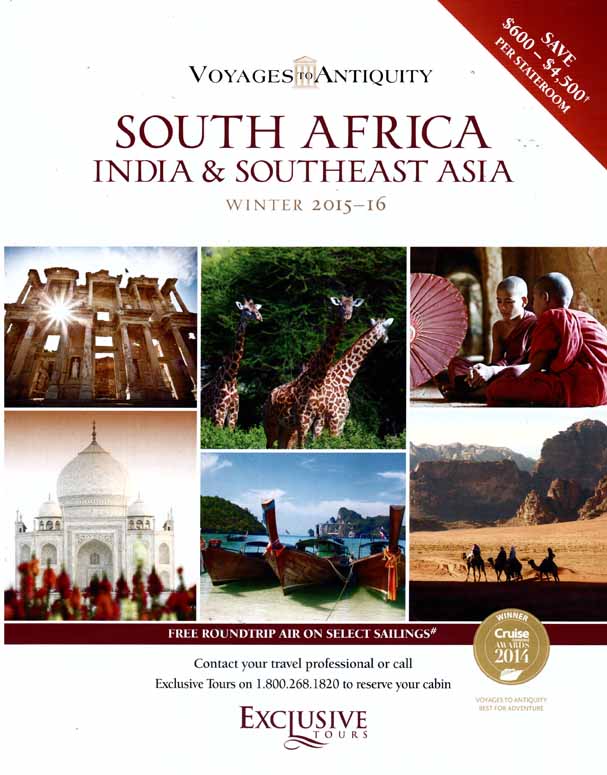 SAVE
$600 – $4,500†
PER STATEROOM
VOYAGES TO ANTIQUITY
SOUTH AFRICA
INDIA & SOUTHEAST ASIA
WINTER 2015–16
FREE ROUNDTRIP AIR ON SELECT SAILINGS#
WINNER
Cruise
AWARDS
2014
Contact your travel professional or call
Exclusive Tours on 1.800.268.1820 to reserve your cabin
VOYAGES TO ANTIQUITY
BEST FOR ADVENTURE
EXCLUSIVE
TOURS